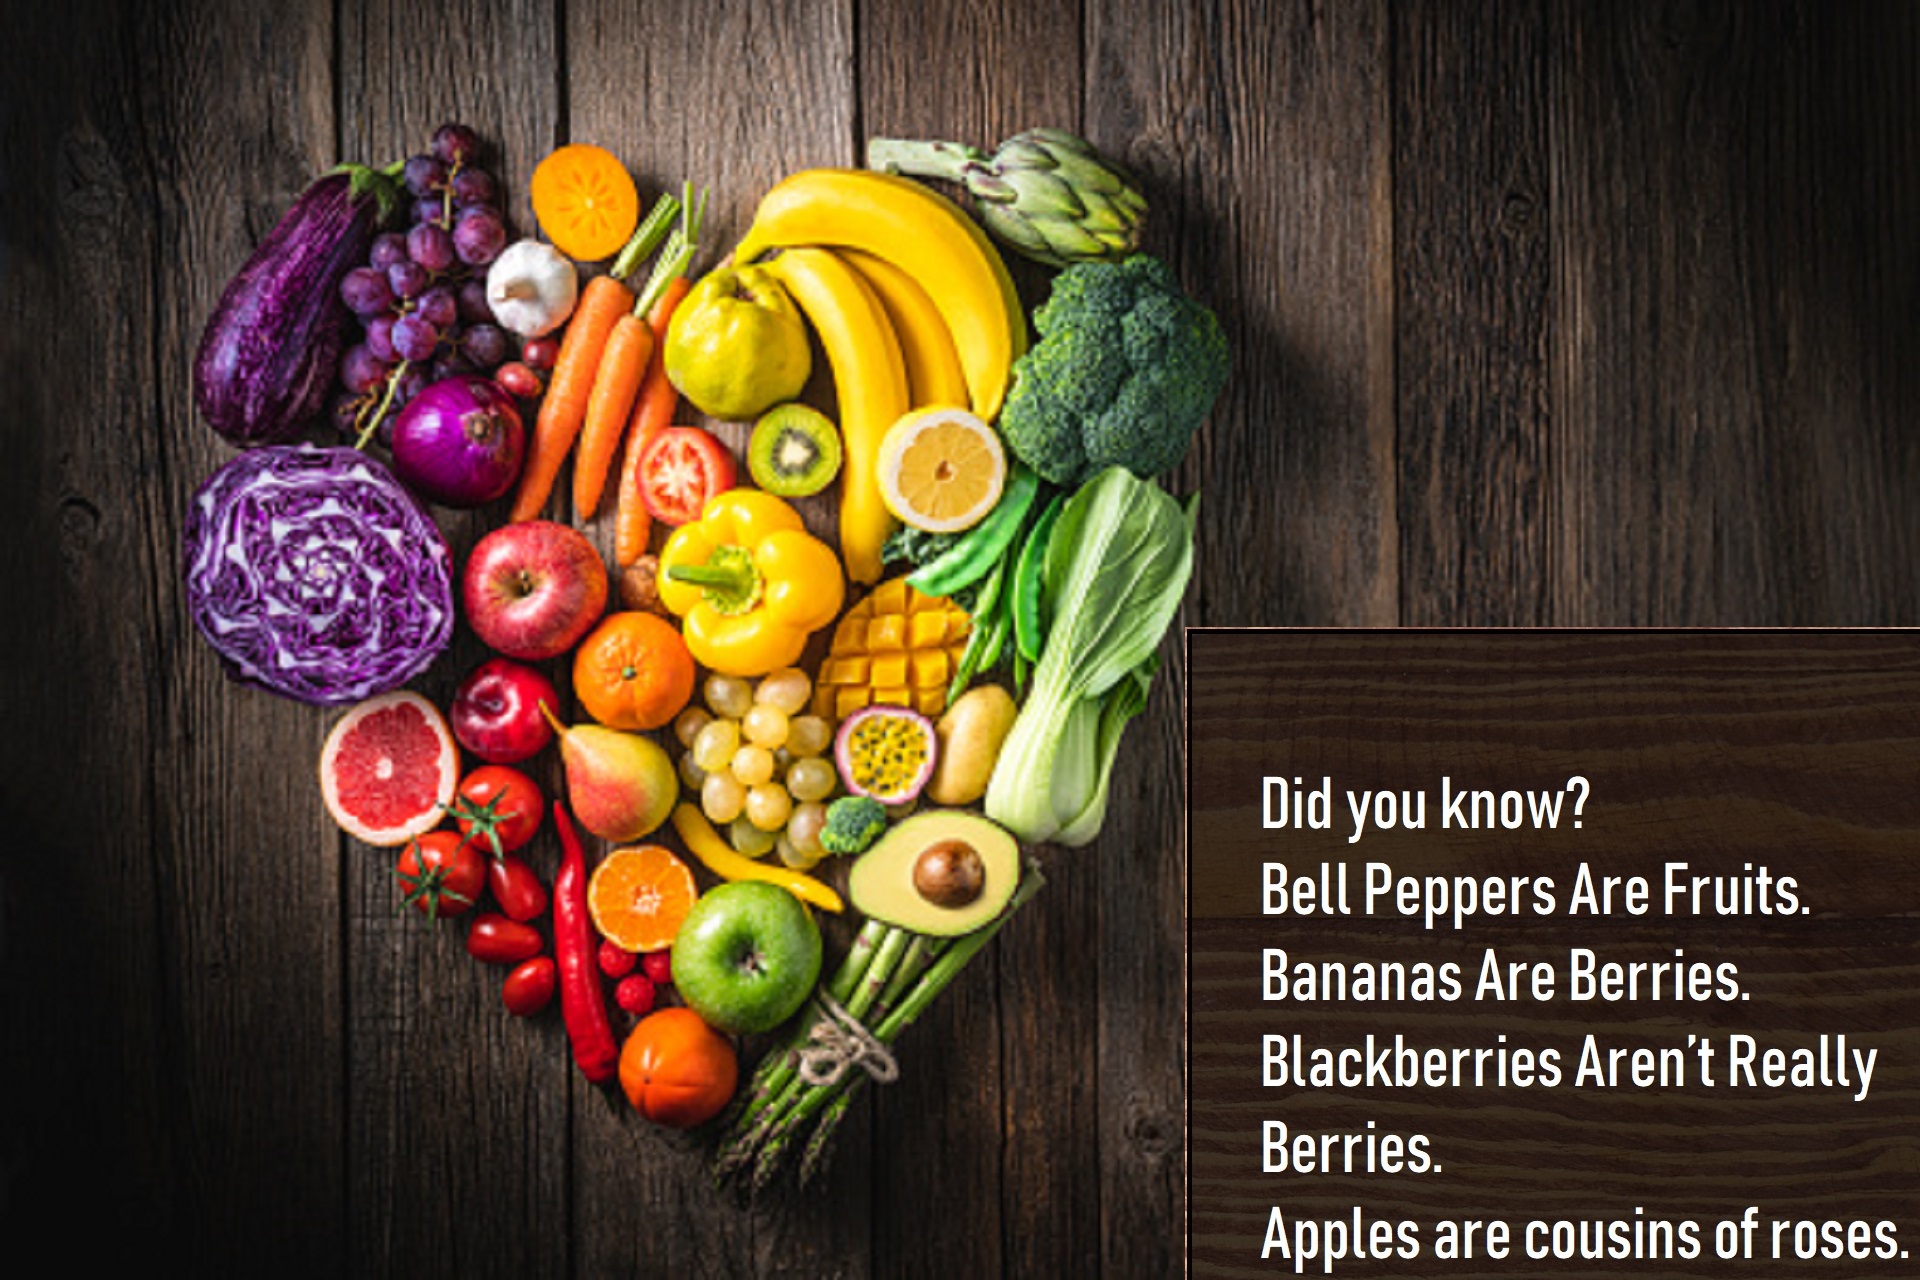 Did you know?
Bell Peppers Are Fruits.
Bananas Are Berries.
Blackberries Aren’t Really
Berries.
Apples are cousins of roses.